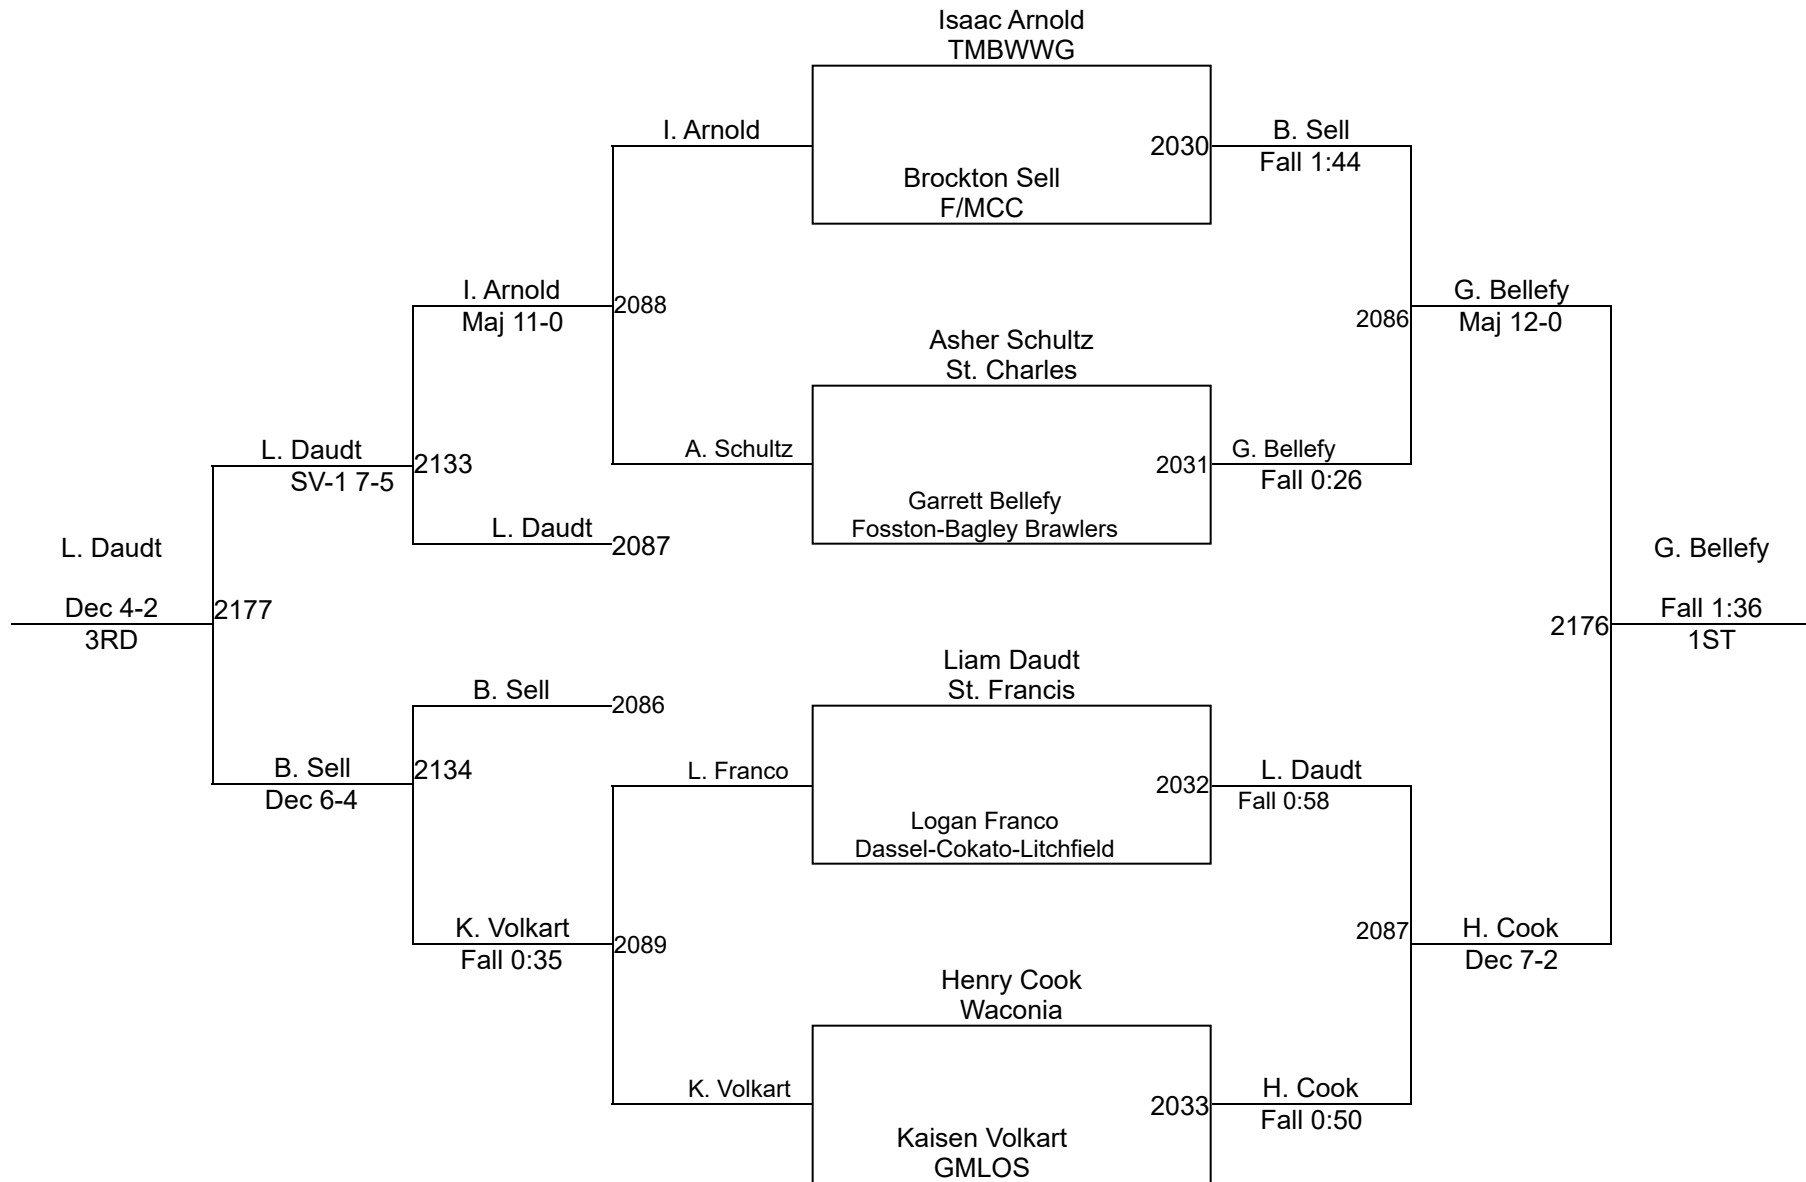 Isaac Arnold
TMBWWG
I. Arnold
2030
B. Sell
Fall 1:44
Brockton Sell
F/MCC
I. Arnold
Maj 11-0
2088
2086
G. Bellefy
Maj 12-0
Asher Schultz
St. Charles
L. Daudt
SV-1 7-5
2133
A. Schultz
2031
G. Bellefy
Fall 0:26
Garrett Bellefy
Fosston-Bagley Brawlers
L. Daudt
2087
L. Daudt
Dec 4-2
3RD
2177
G. Bellefy
2176
Fall 1:36
1ST
Liam Daudt
St. Francis
B. Sell
2086
B. Sell
Dec 6-4
2134
L. Franco
2032
L. Daudt
Fall 0:58
Logan Franco
Dassel-Cokato-Litchfield
K. Volkart
Fall 0:35
2089
2087
H. Cook
Dec 7-2
Henry Cook
Waconia
K. Volkart
2033
H. Cook
Fall 0:50
Kaisen Volkart
GMLOS